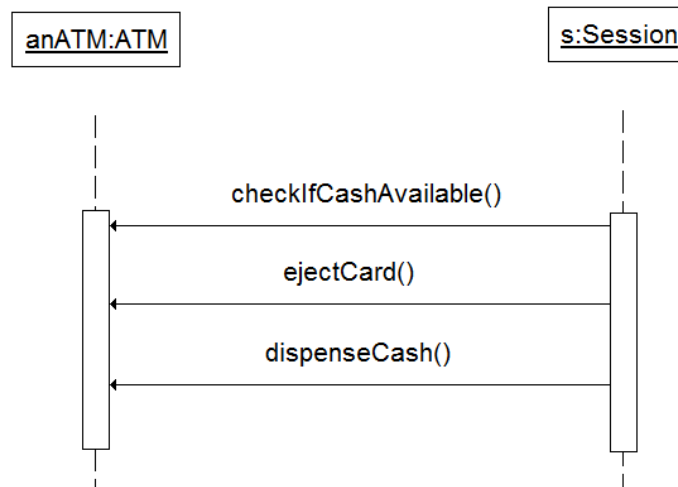 anATM:ATM
s:Session
checkIfCashAvailable()
ejectCard()
dispenseCash()